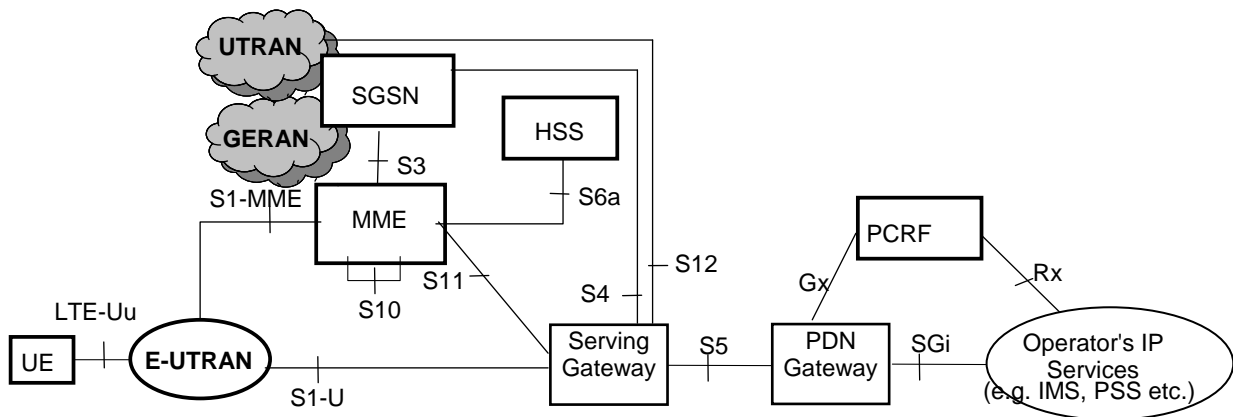 UTRAN
SGSN
HSS
GERAN
S3
S1-MME
S6a
MME
PCRF
S11
S12
Gx
Rx
S10
S4
LTE-Uu
UE
E-UTRAN
Serving
Gateway
S5
PDN
Gateway
SGi
Operator's IP
Services
(e.g. IMS, PSS etc.)
S1-U